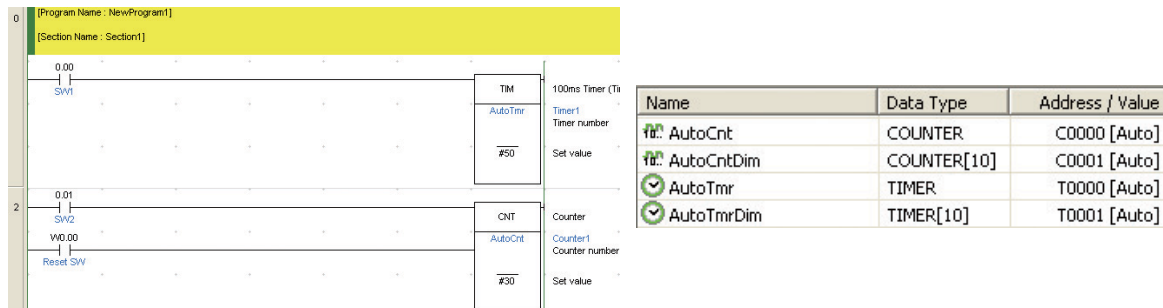 0
[Program Name : NewProgram1]
[Section Name : Section1]
0.00
SW1
TIM
100ms Timer (Ti
AutoTmr
Timer1
Timer number
#50
Set value
2
0.01
SW2
CNT
Counter
W0.00
Reset SW
AutoCnt
Counter1
Counter number
#30
Set value
Name Data Type Address / Value
AutoCnt COUNTER C0000 [Auto]
AutoCntDim COUNTER[10] C0001 [Auto]
AutoTmr TIMER T0000 [Auto]
AutoTmrDim TIMER[10] T0001 [Auto]